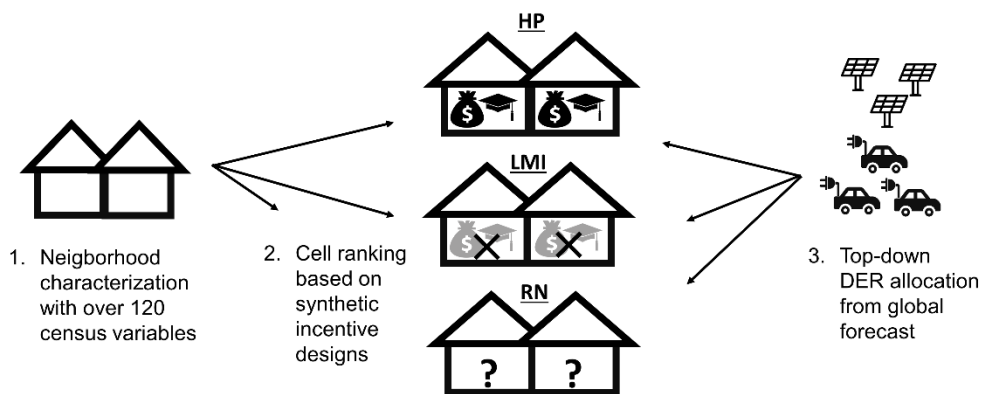 HP
$ $
LMI
$ $
RN
? ?
1. Neigborhood
characterization
with over 120
census variables
2. Cell ranking
based on
synthetic
incentive
designs
3. Top-down
DER allocation
from global
forecast